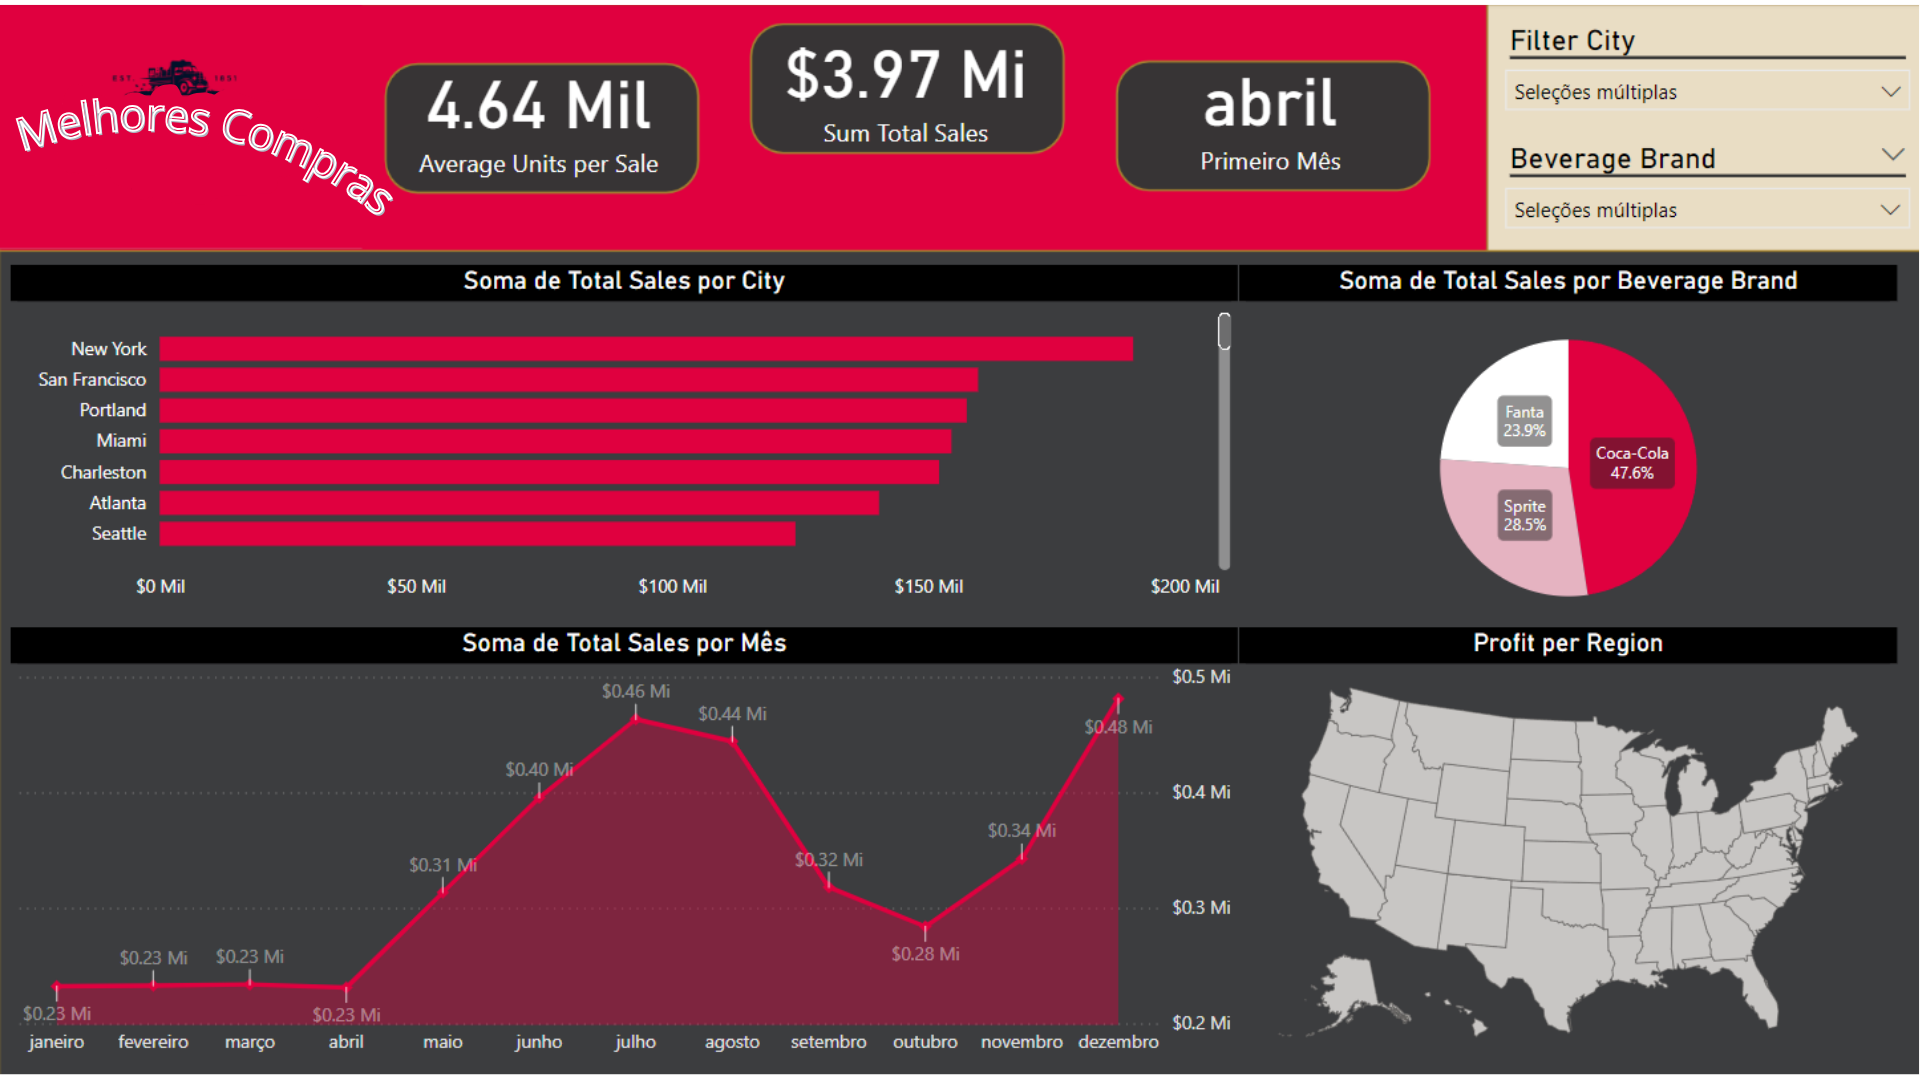 EST. 1831
Melhores Compras
4.64 Mil
Average Units per Sale
$3.97 Mi
Sum Total Sales
abril
Primeiro Mês
Filter City
Seleções múltiplas
Beverage Brand
Seleções múltiplas
Soma de Total Sales por City
New York
San Francisco
Portland
Miami
Charleston
Atlanta
Seattle
$0 Mil $50 Mil $100 Mil $150 Mil $200 Mil
Soma de Total Sales por Beverage Brand
Fanta
23.9%
Coca-Cola
47.6%
Sprite
28.5%
Soma de Total Sales por Mês
$0.5 Mi
$0.4 Mi
$0.3 Mi
$0.2 Mi
$0.23 Mi
$0.23 Mi
$0.23 Mi
$0.23 Mi
$0.31 Mi
$0.40 Mi
$0.46 Mi
$0.44 Mi
$0.32 Mi
$0.28 Mi
$0.34 Mi
$0.48 Mi
janeiro fevereiro março abril maio junho julho agosto setembro outubro novembro dezembro
Profit per Region